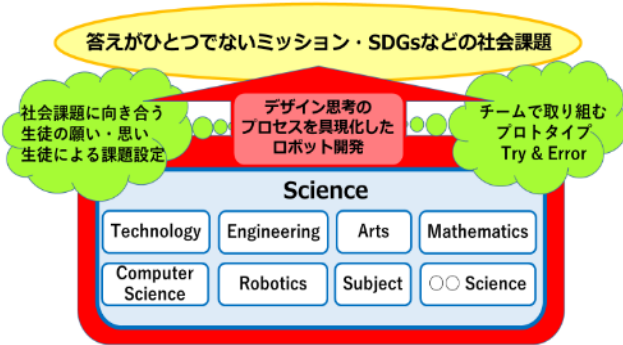 答えがひとつでないミッション・SDGsなどの社会課題
社会課題に向き合う
生徒の願い・思い
生徒による課題設定
デザイン思考の
プロセスを具現化した
ロボット開発
チームで取り組む
プロトタイプ
Try & Error
Science
Technology
Engineering
Arts
Mathematics
Computer
Science
Robotics
Subject
○○ Science